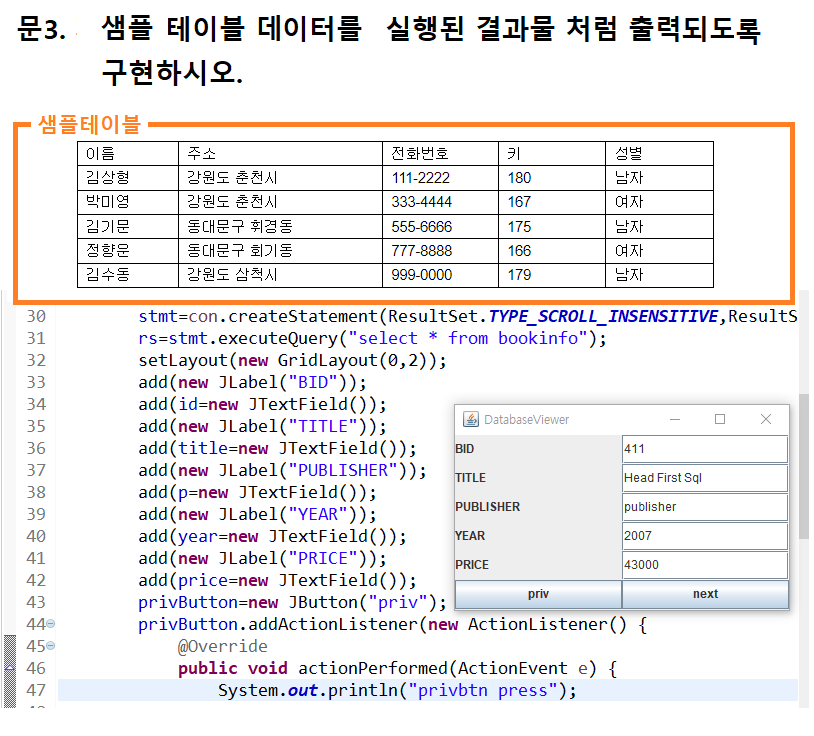 문3. 샘플 테이블 데이터를 실행된 결과물 처럼 출력되도록
구현하시오.
샘플테이블
이름 주소 전화번호 키 성별
김상형 강원도 춘천시 111-2222 180 남자
박미영 강원도 춘천시 333-4444 167 여자
김기문 동대문구 휘경동 555-6666 175 남자
정향운 동대문구 회기동 777-8888 166 여자
김수동 강원도 삼척시 999-0000 179 남자
30 stmt=con.createStatement(ResultSet.TYPE_SCROLL_INSENSITIVE,ResultS
31 rs=stmt.executeQuery("select * from bookinfo");
32 setLayout(new GridLayout(0,2));
33 add(new JLabel("BID"));
34 add(id=new JTextField());
35 add(new JLabel("TITLE"));
36 add(title=new JTextField());
37 add(new JLabel("PUBLISHER"));
38 add(p=new JTextField());
39 add(new JLabel("YEAR"));
40 add(year=new JTextField());
41 add(new JLabel("PRICE"));
42 add(price=new JTextField());
43 privButton=new JButton("priv");
44 privButton.addActionListener(new ActionListener() {
45 @Override
46 public void actionPerformed(ActionEvent e) {
47 System.out.println("privbtn press");
DatabaseViewer
BID 411
TITLE Head First Sql
PUBLISHER publisher
YEAR 2007
PRICE 43000
priv next